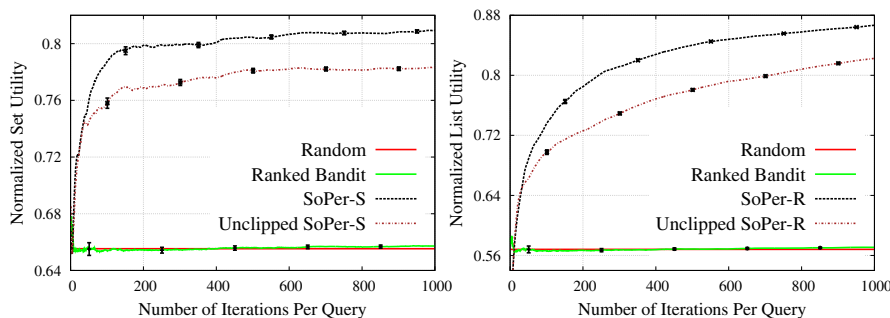 0.8
0.76
0.72
0.68
0.64
Normalized Set Utility
Random
Ranked Bandit
SoPer-S
Unclipped SoPer-S
0 200 400 600 800 1000
Number of Iterations Per Query
0.88
0.8
0.72
0.64
0.56
Normalized List Utility
Random
Ranked Bandit
SoPer-R
Unclipped SoPer-R
0 200 400 600 800 1000
Number of Iterations Per Query